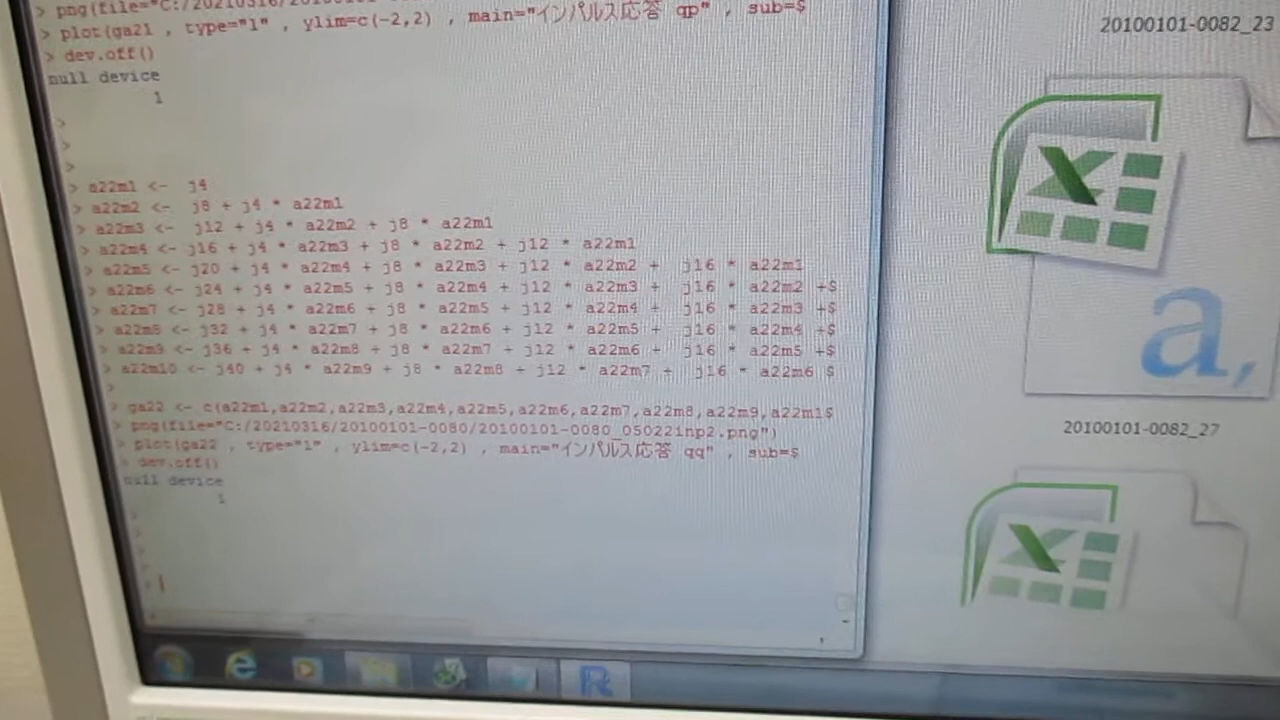 > png(file="C:/20210316/20100101
> plot(ga21 , type="l" , ylim=c(-2,2) , main="インパルス応答 qp" , sub=$
> dev.off()
null device
1
>
>
>
> a22m1 <- j4
> a22m2 <- j8 + j4 * a22m1
> a22m3 <- j12 + j4 * a22m2 + j8 * a22m1
> a22m4 <- j16 + j4 * a22m3 + j8 * a22m2 + j12 * a22m1
> a22m5 <- j20 + j4 * a22m4 + j8 * a22m3 + j12 * a22m2 + j16 * a22m1
> a22m6 <- j24 + j4 * a22m5 + j8 * a22m4 + j12 * a22m3 + j16 * a22m2 +$
> a22m7 <- j28 + j4 * a22m6 + j8 * a22m5 + j12 * a22m4 + j16 * a22m3 +$
> a22m8 <- j32 + j4 * a22m7 + j8 * a22m6 + j12 * a22m5 + j16 * a22m4 +$
> a22m9 <- j36 + j4 * a22m8 + j8 * a22m7 + j12 * a22m6 + j16 * a22m5 +$
> a22m10 <- j40 + j4 * a22m9 + j8 * a22m8 + j12 * a22m7 + j16 * a22m6 $
>
> ga22 <- c(a22m1,a22m2,a22m3,a22m4,a22m5,a22m6,a22m7,a22m8,a22m9,a22m1$
> png(file="C:/20210316/20100101-0080/20100101-0080_050221np2.png")
> plot(ga22 , type="l" , ylim=c(-2,2) , main="インパルス応答 qq" , sub=$
> dev.off()
null device
1
>
>
>
>
20100101-0082_23
a,
20100101-0082_27